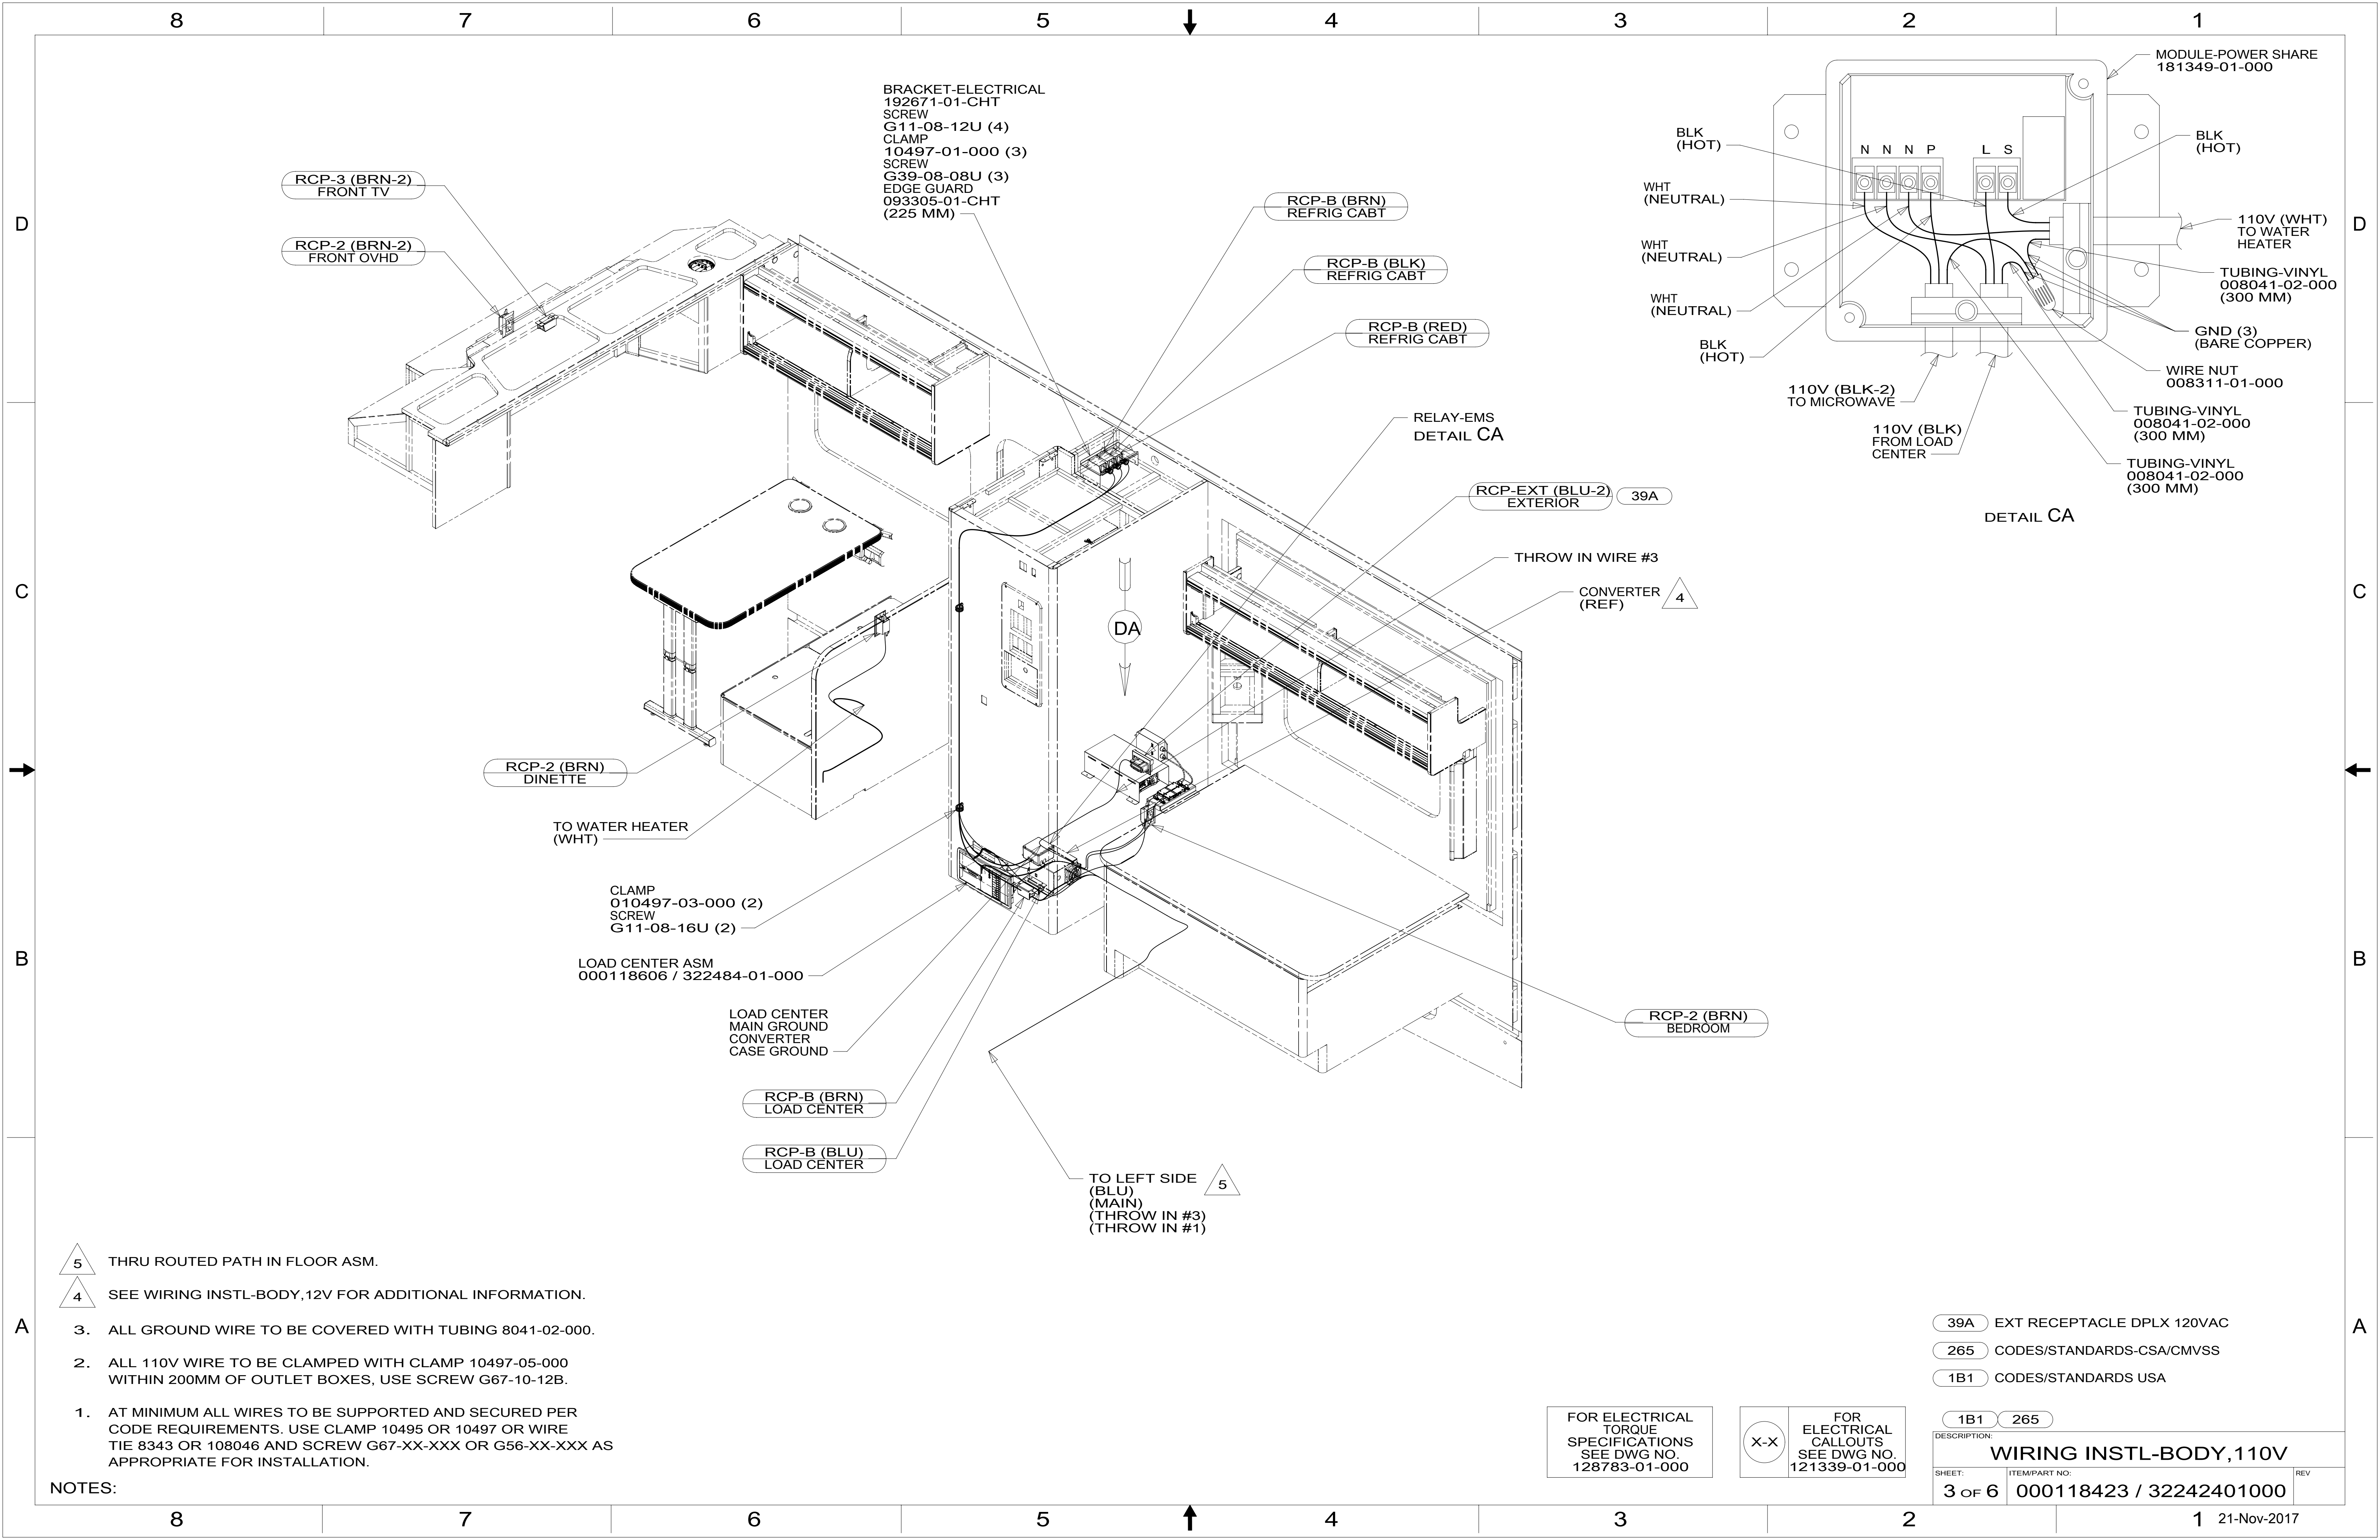 8 7 6 5 4 3 2 1
D
C
B
A
D
C
B
A
BRACKET-ELECTRICAL
192671-01-CHT
SCREW
G11-08-12U (4)
CLAMP
10497-01-000 (3)
SCREW
G39-08-08U (3)
EDGE GUARD
093305-01-CHT
(225 MM)
RCP-3 (BRN-2)
FRONT TV
RCP-2 (BRN-2)
FRONT OVHD
RCP-B (BRN)
REFRIG CABT
RCP-B (BLK)
REFRIG CABT
RCP-B (RED)
REFRIG CABT
RELAY-EMS
DETAIL CA
RCP-EXT (BLU-2)
EXTERIOR
39A
THROW IN WIRE #3
CONVERTER
(REF)
4
DA
RCP-2 (BRN)
DINETTE
TO WATER HEATER
(WHT)
CLAMP
010497-03-000 (2)
SCREW
G11-08-16U (2)
LOAD CENTER ASM
000118606 / 322484-01-000
LOAD CENTER
MAIN GROUND
CONVERTER
CASE GROUND
RCP-B (BRN)
LOAD CENTER
RCP-B (BLU)
LOAD CENTER
RCP-2 (BRN)
BEDROOM
TO LEFT SIDE
(BLU)
(MAIN)
(THROW IN #3)
(THROW IN #1)
5
MODULE-POWER SHARE
181349-01-000
BLK
(HOT)
WHT
(NEUTRAL)
WHT
(NEUTRAL)
WHT
(NEUTRAL)
BLK
(HOT)
N N N P L S
BLK
(HOT)
110V (WHT)
TO WATER
HEATER
TUBING-VINYL
008041-02-000
(300 MM)
GND (3)
(BARE COPPER)
WIRE NUT
008311-01-000
TUBING-VINYL
008041-02-000
(300 MM)
TUBING-VINYL
008041-02-000
(300 MM)
110V (BLK-2)
TO MICROWAVE
110V (BLK)
FROM LOAD
CENTER
DETAIL CA
5 THRU ROUTED PATH IN FLOOR ASM.
4 SEE WIRING INSTL-BODY,12V FOR ADDITIONAL INFORMATION.
3. ALL GROUND WIRE TO BE COVERED WITH TUBING 8041-02-000.
2. ALL 110V WIRE TO BE CLAMPED WITH CLAMP 10497-05-000
WITHIN 200MM OF OUTLET BOXES, USE SCREW G67-10-12B.
1. AT MINIMUM ALL WIRES TO BE SUPPORTED AND SECURED PER
CODE REQUIREMENTS. USE CLAMP 10495 OR 10497 OR WIRE
TIE 8343 OR 108046 AND SCREW G67-XX-XXX OR G56-XX-XXX AS
APPROPRIATE FOR INSTALLATION.
NOTES:
FOR ELECTRICAL
TORQUE
SPECIFICATIONS
SEE DWG NO.
128783-01-000
X-X
FOR
ELECTRICAL
CALLOUTS
SEE DWG NO.
121339-01-000
39A EXT RECEPTACLE DPLX 120VAC
265 CODES/STANDARDS-CSA/CMVSS
1B1 CODES/STANDARDS USA
1B1 265
DESCRIPTION:
WIRING INSTL-BODY,110V
SHEET:
3 OF 6
ITEM/PART NO:
000118423 / 32242401000
REV
8 7 6 5 4 3 2 1
21-Nov-2017